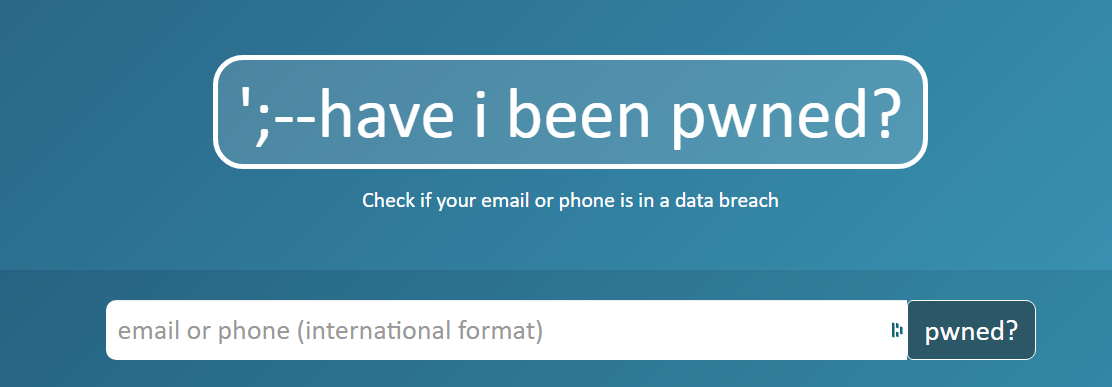 ';--have i been pwned?
Check if your email or phone is in a data breach
email or phone (international format)
pwned?